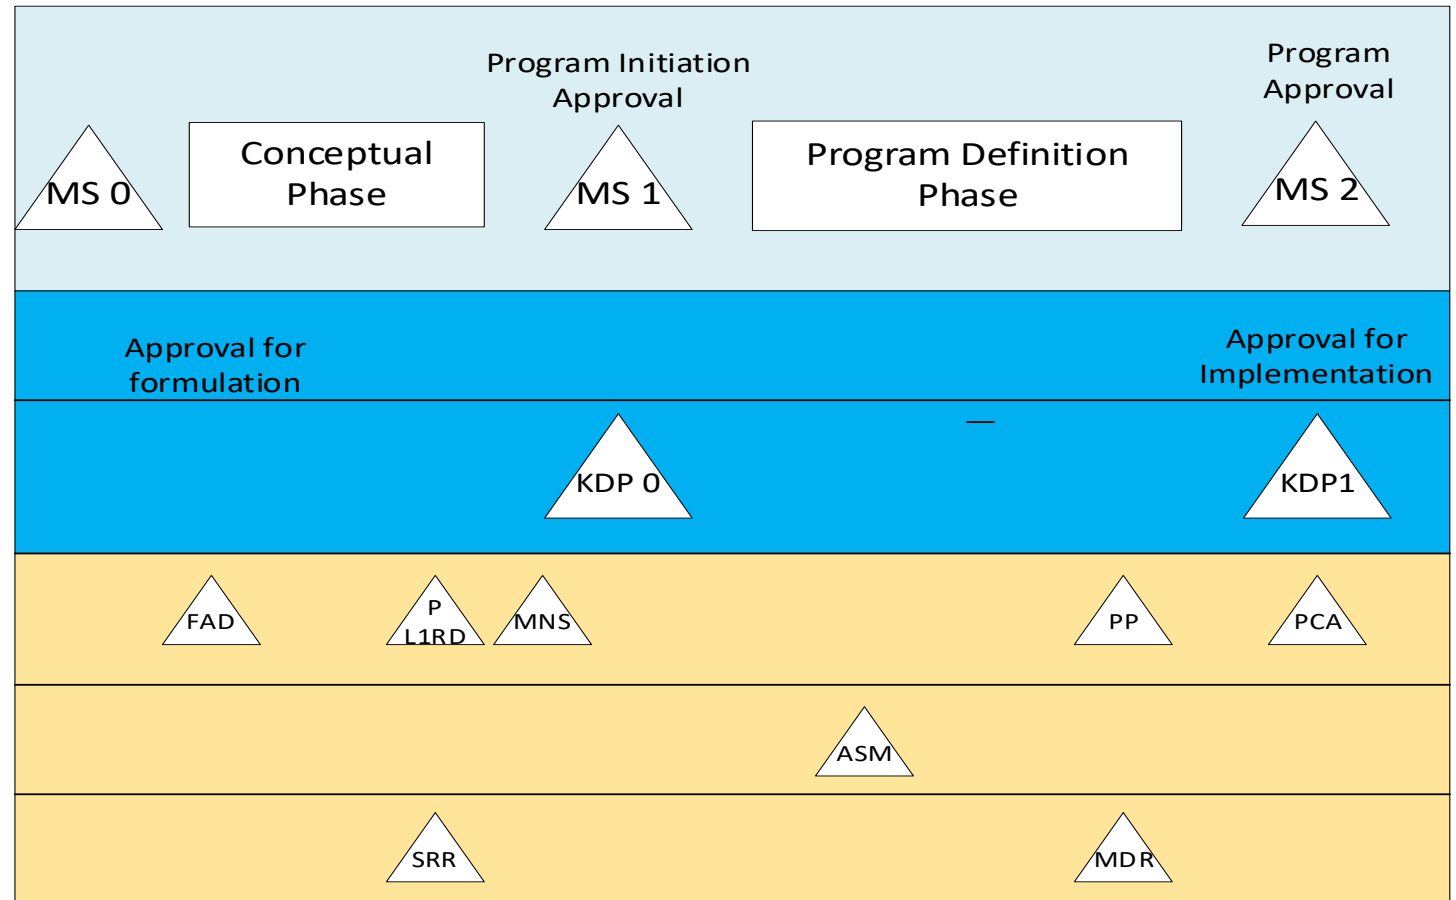 Program Initiation
Approval
Program
Approval
MS 0
Conceptual
Phase
MS 1
Program Definition
Phase
MS 2
Approval for
formulation
Approval for
Implementation
KDP 0
KDP1
FAD
P
L1RD
MNS
PP
PCA
ASM
SRR
MDR